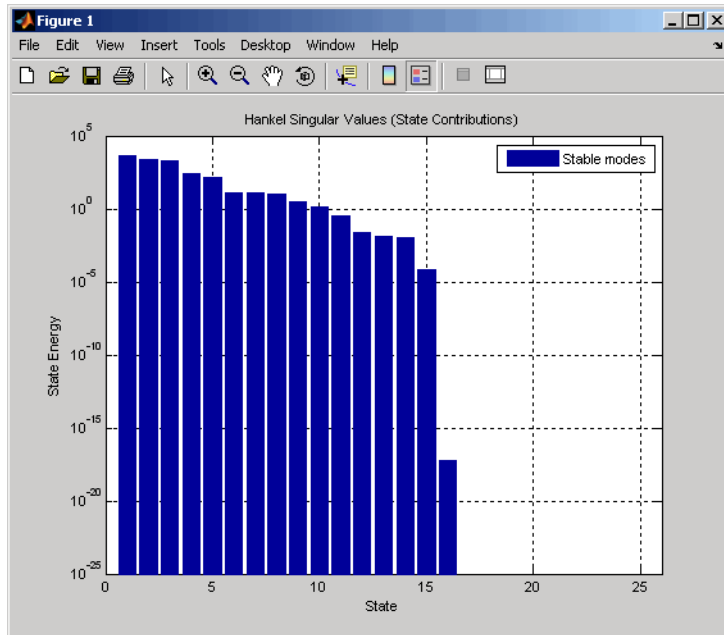 Figure 1
File Edit View Insert Tools Desktop Window Help
Hankel Singular Values (State Contributions)
Stable modes
10^5
10^0
10^-5
10^-10
10^-15
10^-20
10^-25
State Energy
0 5 10 15 20 25
State